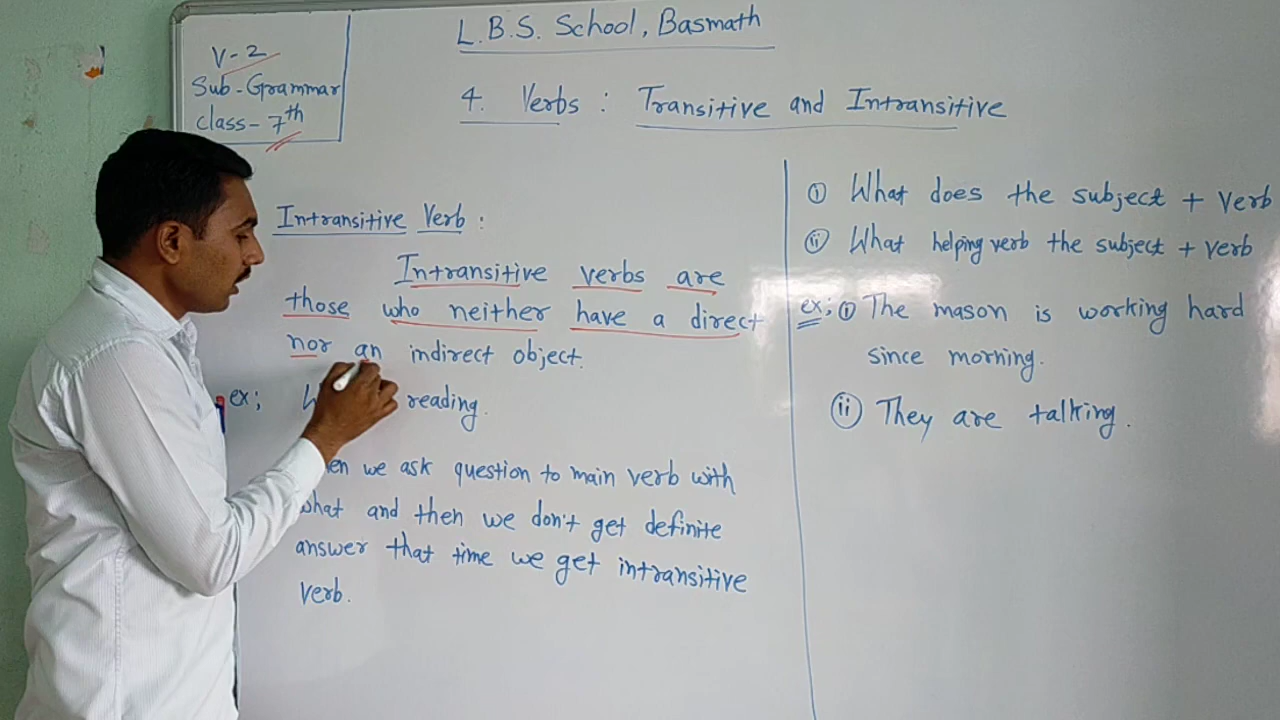 L.B.S. School, Basmath
V-2
Sub-Grammar
class-7th
4. Verbs : Transitive and Intransitive
Intransitive Verb :
Intransitive verbs are
those who neither have a direct
nor an indirect object.
ex; reading.
we ask question to main verb with
what and then we don't get definite
answer that time we get intransitive
verb.
① What does the subject + verb
ⓘⓘ What helping verb the subject + verb
ex; ① The mason is working hard
since morning.
ⓘⓘ They are talking.